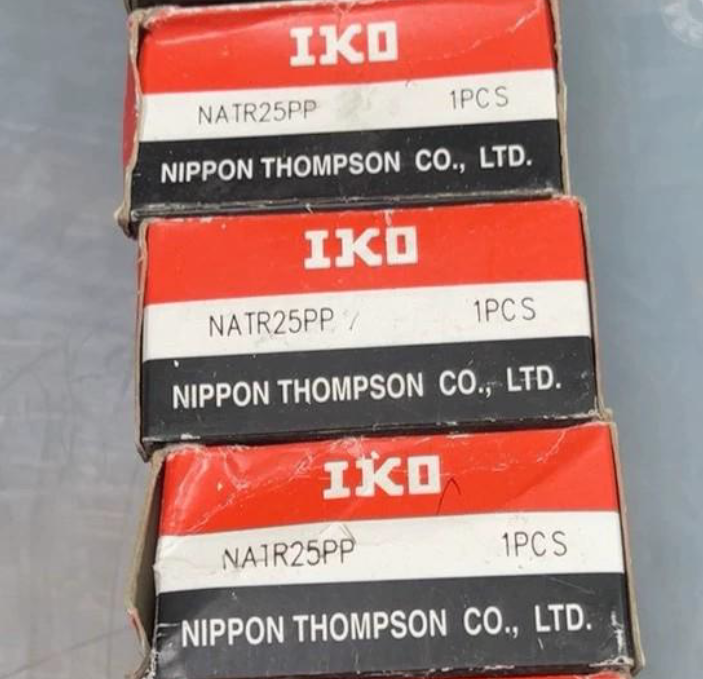 IKO
NATR25PP 1PCS
NIPPON THOMPSON CO., LTD.
IKO
NATR25PP 1PCS
NIPPON THOMPSON CO., LTD.
IKO
NATR25PP 1PCS
NIPPON THOMPSON CO., LTD.